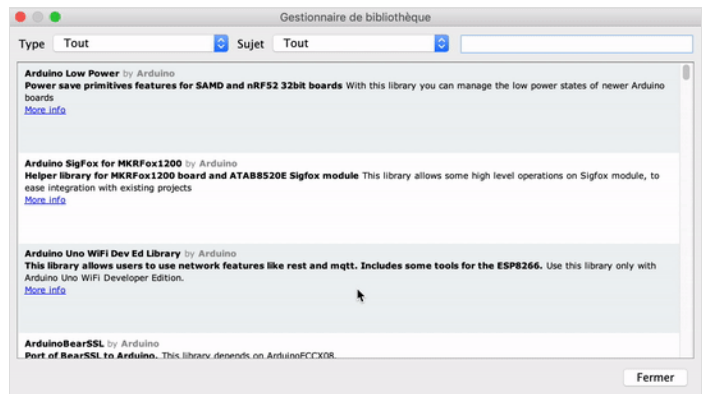 Gestionnaire de bibliothèque
Type Tout Sujet Tout
Arduino Low Power by Arduino
Power save primitives features for SAMD and nRF52 32bit boards With this library you can manage the low power states of newer Arduino
boards
More info
Arduino SigFox for MKRFox1200 by Arduino
Helper library for MKRFox1200 board and ATAB8520E Sigfox module This library allows some high level operations on Sigfox module, to
ease integration with existing projects
More info
Arduino Uno WiFi Dev Ed Library by Arduino
This library allows users to use network features like rest and mqtt. Includes some tools for the ESP8266. Use this library only with
Arduino Uno WiFi Developer Edition.
More info
ArduinoBearSSL by Arduino
Port of BearSSL to Arduino. This library depends on ArduinoECCX08.
Fermer